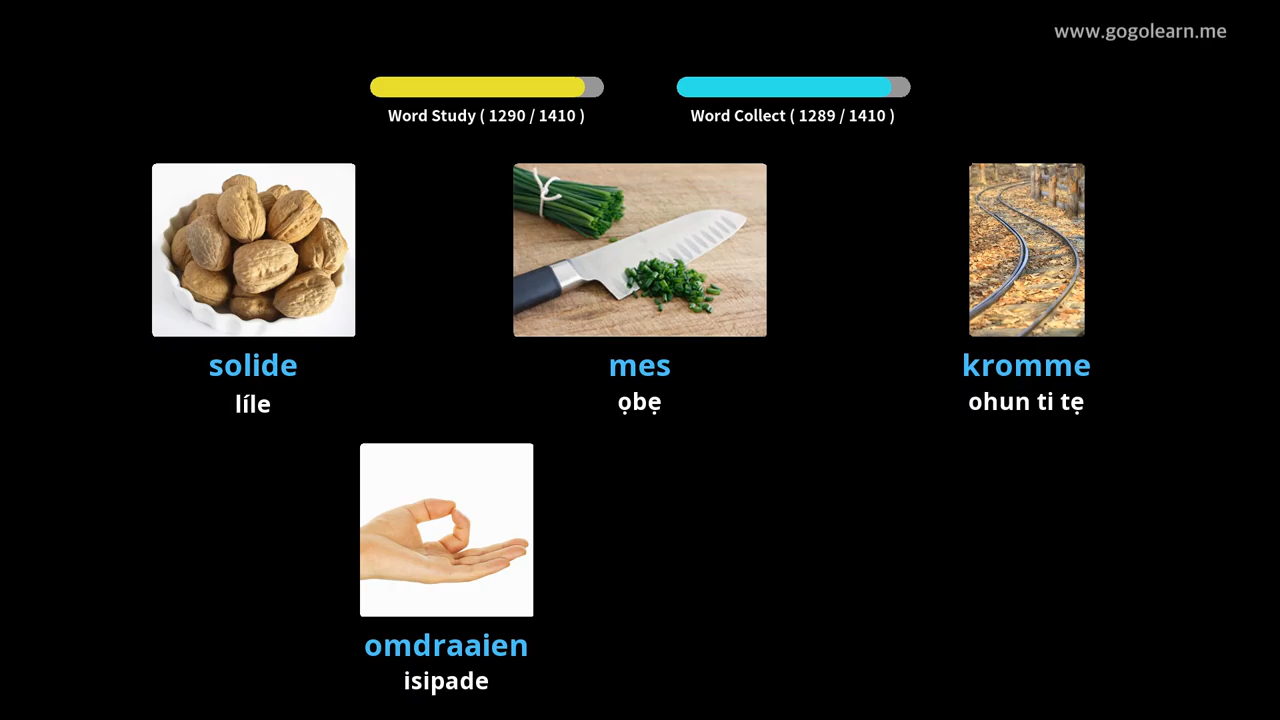 www.gogolearn.me
Word Study ( 1290 / 1410 )
Word Collect ( 1289 / 1410 )
solide
líle
mes
ọbẹ
kromme
ohun ti tẹ
omdraaien
isipade